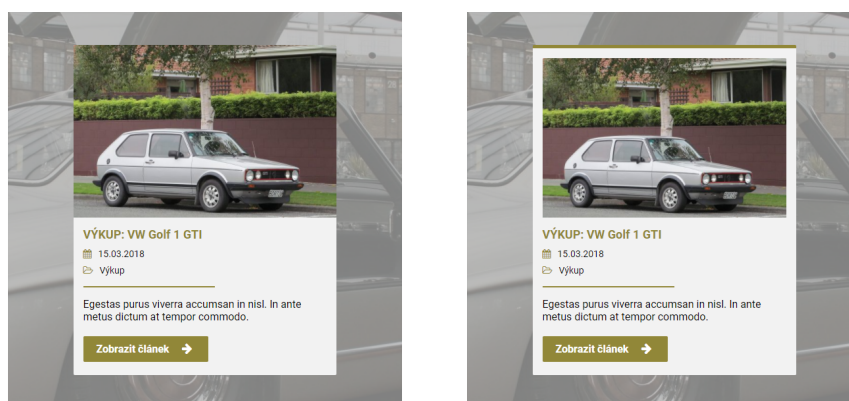 VÝKUP: VW Golf 1 GTI
15.03.2018
Výkup
Egestas purus viverra accumsan in nisl. In ante
metus dictum at tempor commodo.
Zobrazit článek
VÝKUP: VW Golf 1 GTI
15.03.2018
Výkup
Egestas purus viverra accumsan in nisl. In ante
metus dictum at tempor commodo.
Zobrazit článek